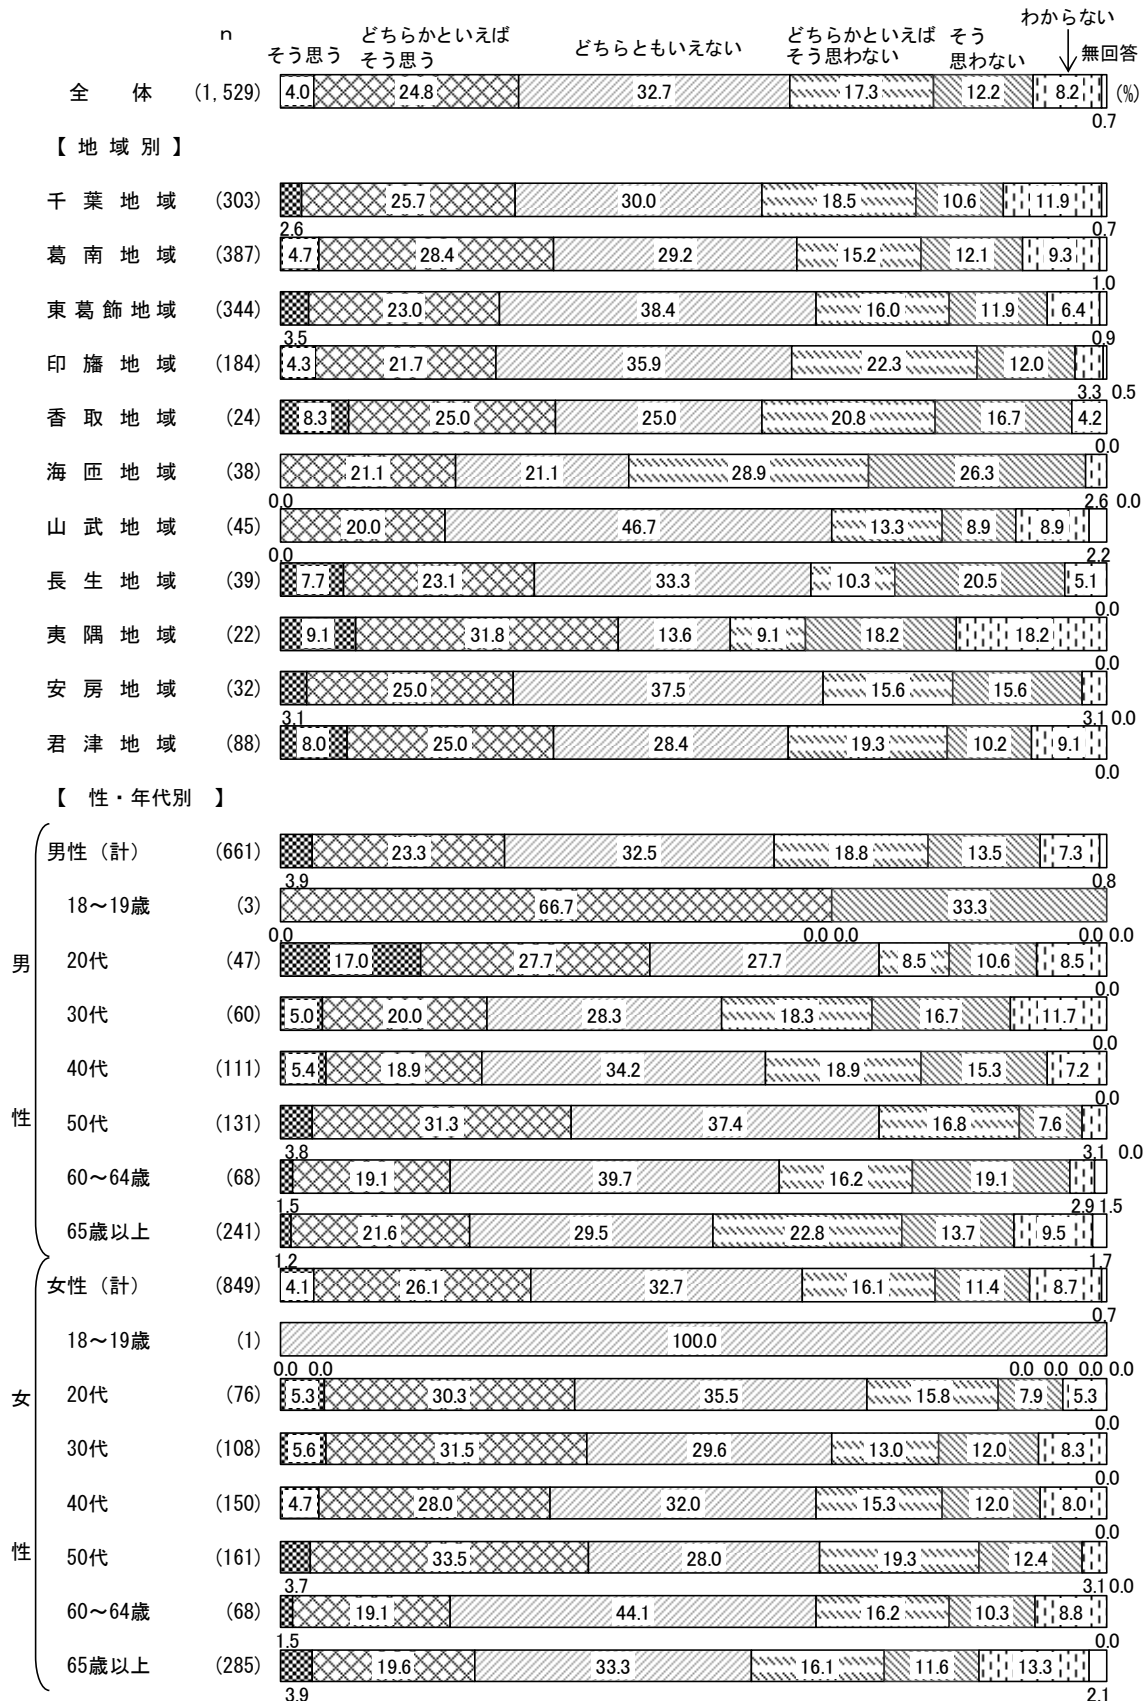 わからない
n
そう思う
どちらかといえば
そう思う
どちらともいえない
どちらかといえば
そう思わない
そう
思わない
無回答
全体 (1,529) 4.0 24.8 32.7 17.3 12.2 8.2 (%)
0.7
【地域別】
千葉地域 (303) 25.7 30.0 18.5 10.6 11.9
2.6 0.7
葛南地域 (387) 4.7 28.4 29.2 15.2 12.1 9.3
1.0
東葛飾地域 (344) 23.0 38.4 16.0 11.9 6.4
3.5 0.9
印旛地域 (184) 4.3 21.7 35.9 22.3 12.0
3.3 0.5
香取地域 (24) 8.3 25.0 25.0 20.8 16.7 4.2
0.0
海匝地域 (38) 21.1 21.1 28.9 26.3
0.0 2.6 0.0
山武地域 (45) 20.0 46.7 13.3 8.9 8.9
0.0 2.2
長生地域 (39) 7.7 23.1 33.3 10.3 20.5 5.1
0.0
夷隅地域 (22) 9.1 31.8 13.6 9.1 18.2 18.2
0.0
安房地域 (32) 25.0 37.5 15.6 15.6
3.1 3.1 0.0
君津地域 (88) 8.0 25.0 28.4 19.3 10.2 9.1
0.0
【性・年代別】
男性(計) (661) 23.3 32.5 18.8 13.5 7.3
3.9 0.8
18～19歳 (3) 66.7 33.3
0.0 0.0 0.0 0.0 0.0
男
20代 (47) 17.0 27.7 27.7 8.5 10.6 8.5
0.0
30代 (60) 5.0 20.0 28.3 18.3 16.7 11.7
0.0
40代 (111) 5.4 18.9 34.2 18.9 15.3 7.2
0.0
性
50代 (131) 31.3 37.4 16.8 7.6
3.8 3.1 0.0
60～64歳 (68) 19.1 39.7 16.2 19.1
1.5 2.9 1.5
65歳以上 (241) 21.6 29.5 22.8 13.7 9.5
1.2 1.7
女性(計) (849) 4.1 26.1 32.7 16.1 11.4 8.7
0.7
18～19歳 (1) 100.0
0.0 0.0 0.0 0.0 0.0 0.0
女
20代 (76) 5.3 30.3 35.5 15.8 7.9 5.3
0.0
30代 (108) 5.6 31.5 29.6 13.0 12.0 8.3
0.0
40代 (150) 4.7 28.0 32.0 15.3 12.0 8.0
0.0
性
50代 (161) 33.5 28.0 19.3 12.4
3.7 3.1 0.0
60～64歳 (68) 19.1 44.1 16.2 10.3 8.8
1.5 0.0
65歳以上 (285) 19.6 33.3 16.1 11.6 13.3
3.9 2.1